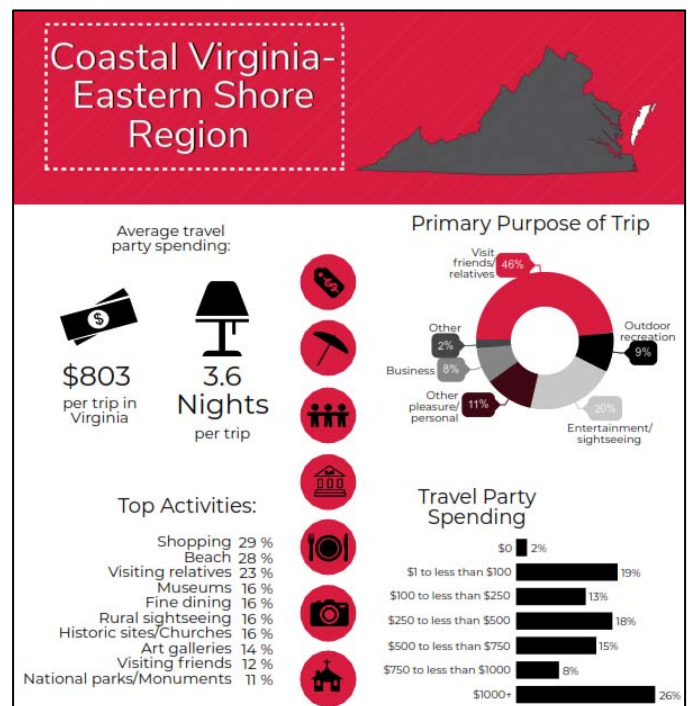 Coastal Virginia-
Eastern Shore
Region
Average travel
party spending:
$
$803
per trip in
Virginia
3.6
Nights
per trip
Primary Purpose of Trip
Visit
friends/
relatives
46%
Outdoor
recreation
9%
Entertainment/
sightseeing
20%
Other
pleasure/
personal
11%
Business
8%
Other
2%
Top Activities:
Shopping 29 %
Beach 28 %
Visiting relatives 23 %
Museums 16 %
Fine dining 16 %
Rural sightseeing 16 %
Historic sites/Churches 16 %
Art galleries 14 %
Visiting friends 12 %
National parks/Monuments 11 %
Travel Party
Spending
$0 2%
$1 to less than $100 19%
$100 to less than $250 13%
$250 to less than $500 18%
$500 to less than $750 15%
$750 to less than $1000 8%
$1000+ 26%